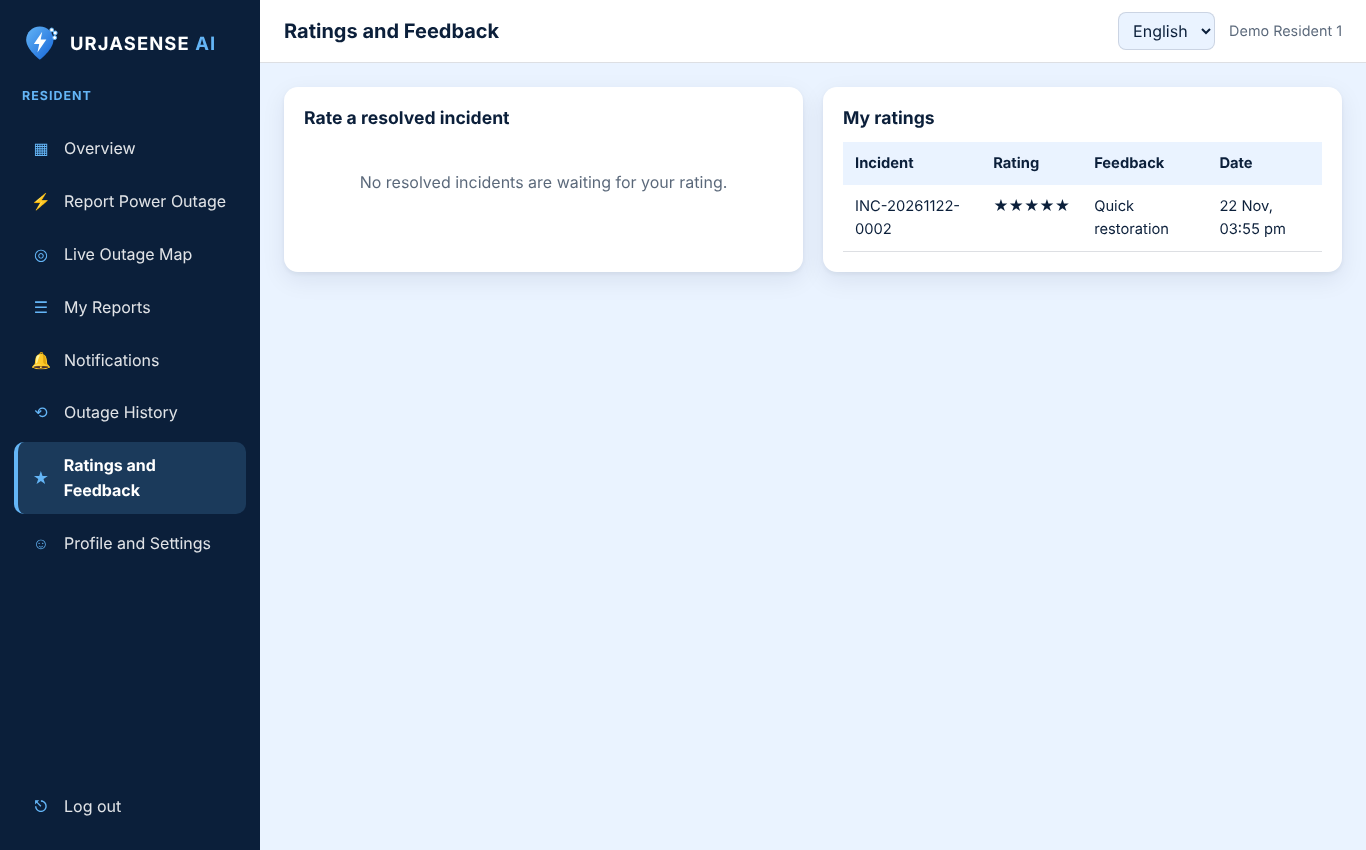 URJASENSE AI
RESIDENT
Overview
Report Power Outage
Live Outage Map
My Reports
Notifications
Outage History
Ratings and
Feedback
Profile and Settings
Log out
Ratings and Feedback
English
Demo Resident 1
Rate a resolved incident
No resolved incidents are waiting for your rating.
My ratings
Incident Rating Feedback Date
INC-20261122- ★★★★★ Quick 22 Nov,
0002 restoration 03:55 pm